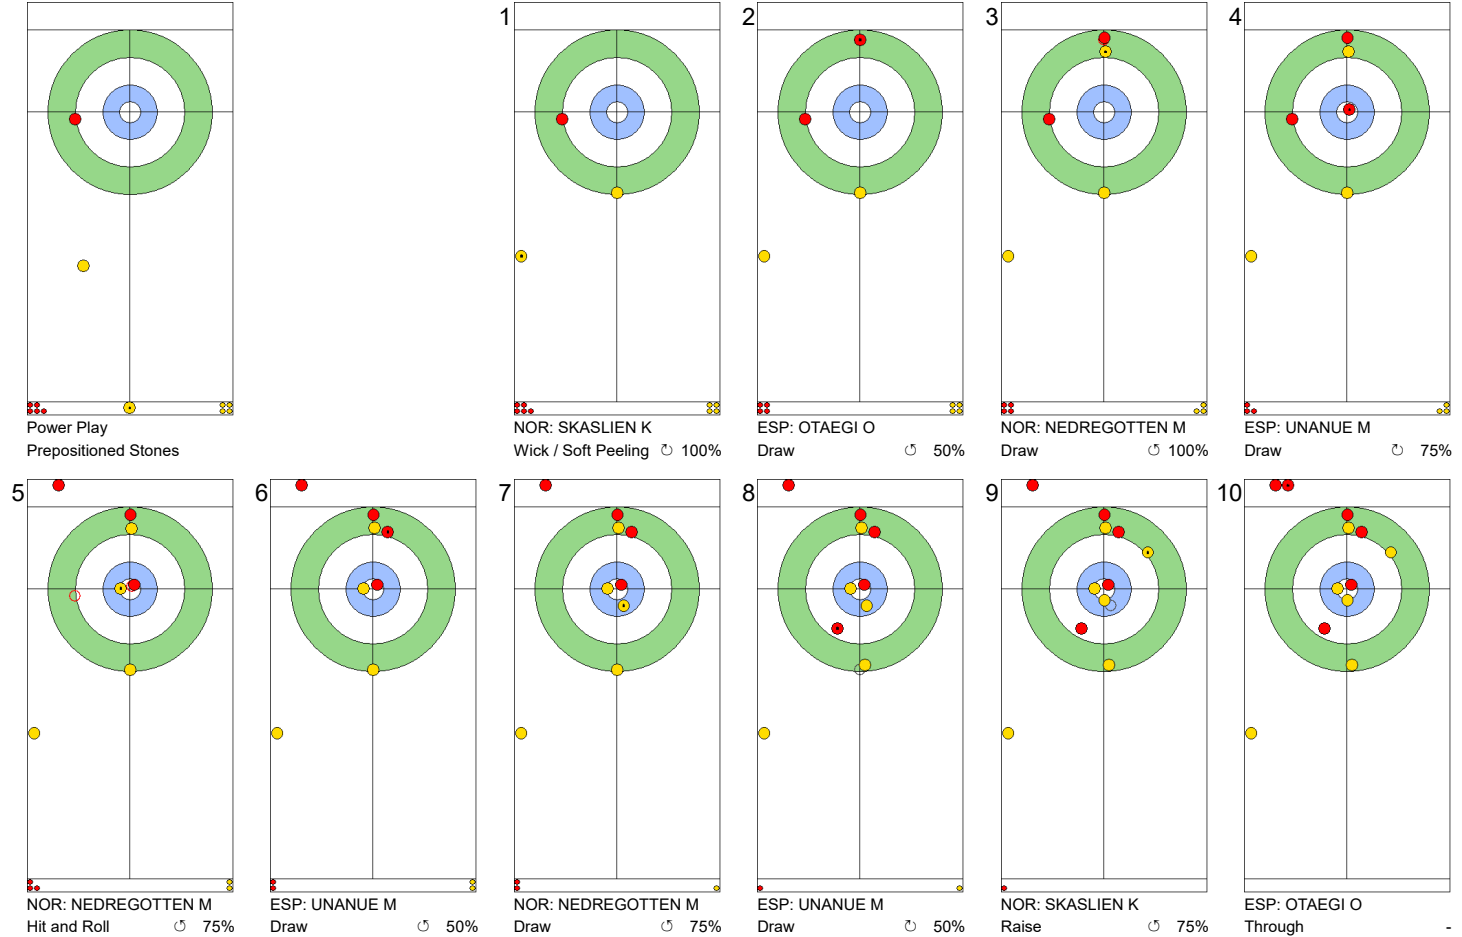 1
2
3
4
Power Play
Prepositioned Stones
NOR: SKASLIEN K
Wick / Soft Peeling ↻ 100%
ESP: OTAEGI O
Draw ↺ 50%
NOR: NEDREGOTTEN M
Draw ↺ 100%
ESP: UNANUE M
Draw ↺ 75%
5
6
7
8
9
10
NOR: NEDREGOTTEN M
Hit and Roll ↺ 75%
ESP: UNANUE M
Draw ↺ 50%
NOR: NEDREGOTTEN M
Draw ↺ 75%
ESP: UNANUE M
Draw ↻ 50%
NOR: SKASLIEN K
Raise ↺ 75%
ESP: OTAEGI O
Through -